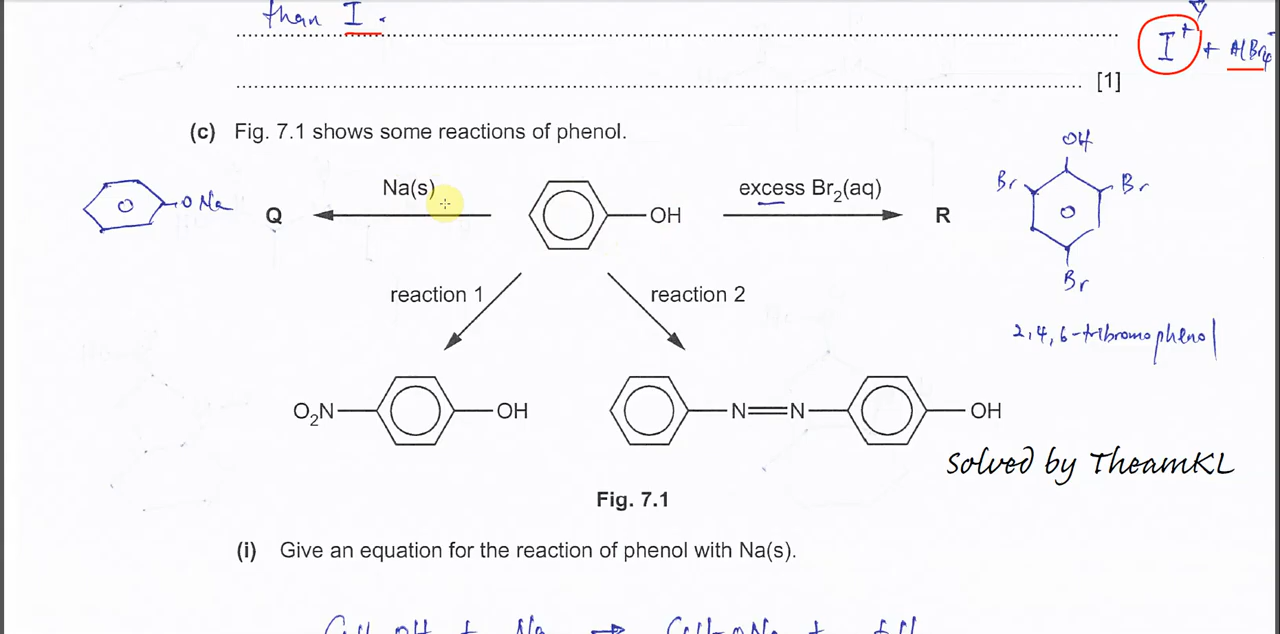 than I.
I⁺ + AlBr₄⁻
[1]
(c) Fig. 7.1 shows some reactions of phenol.
OH
Br Br
Na(s) excess Br₂(aq)
ONa Q OH R
Br
reaction 1 reaction 2
2,4,6-tribromophenol
O₂N OH N N OH
Solved by TheamKL
Fig. 7.1
(i) Give an equation for the reaction of phenol with Na(s).